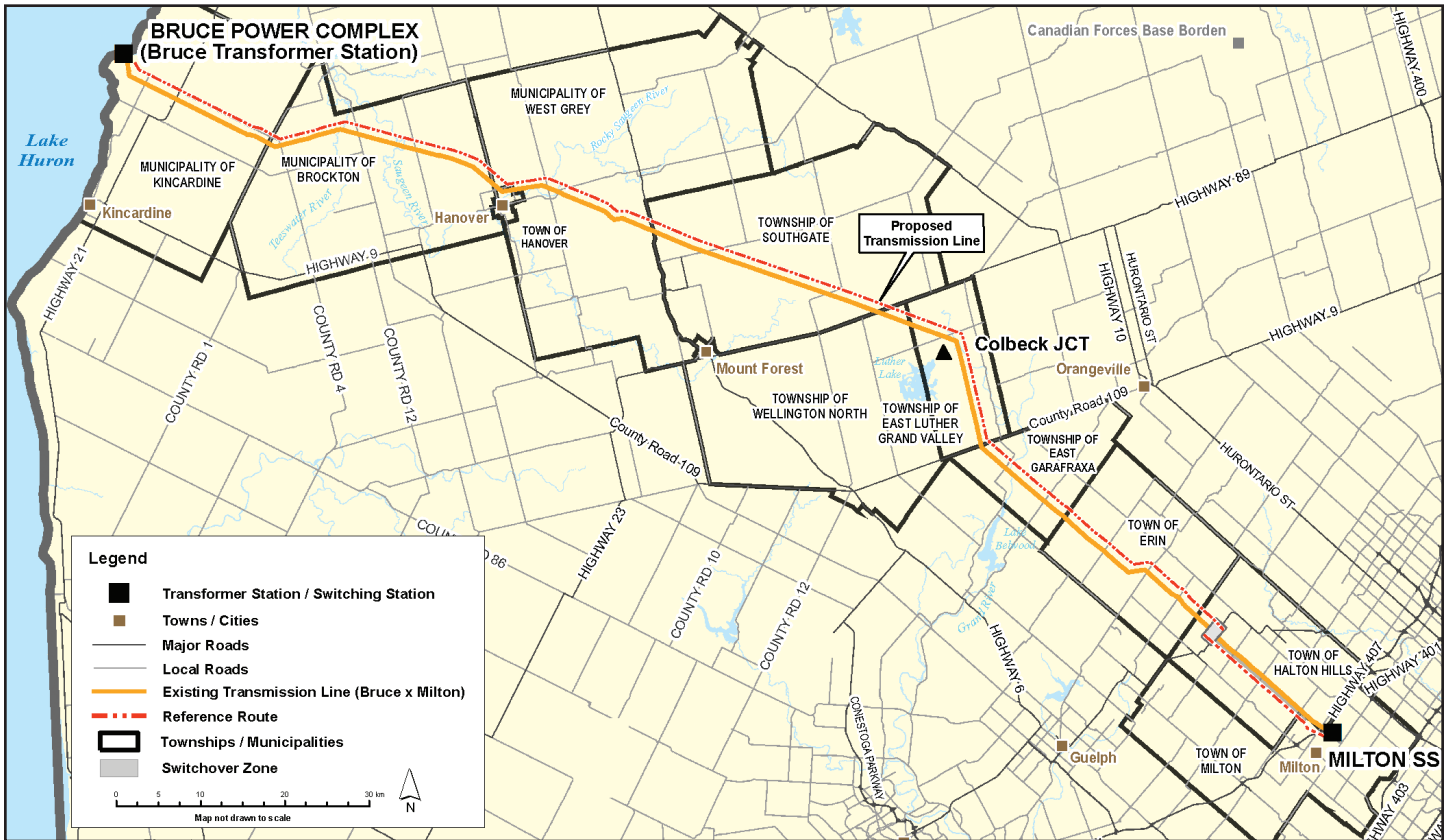 BRUCE POWER COMPLEX
(Bruce Transformer Station)
Canadian Forces Base Borden
HIGHWAY 400
Lake
Huron
MUNICIPALITY OF
WEST GREY
Rocky Saugeen River
MUNICIPALITY OF
KINCARDINE
MUNICIPALITY OF
BROCKTON
Saugeen River
Teeswater River
HIGHWAY 89
Kincardine
Hanover
TOWN OF
HANOVER
TOWNSHIP OF
SOUTHGATE
Proposed
Transmission Line
HIGHWAY 9
HIGHWAY 21
COUNTY RD 1
COUNTY RD 4
COUNTY RD 12
HIGHWAY 10
HURONTARIO ST
HIGHWAY 9
Colbeck JCT
Orangeville
Mount Forest
Luther
Lake
TOWNSHIP OF
WELLINGTON NORTH
TOWNSHIP OF
EAST LUTHER
GRAND VALLEY
County Road 109
TOWNSHIP OF
EAST
GARAFRAXA
County Road 109
HURONTARIO ST
HIGHWAY 23
TOWN OF
ERIN
Lake
Belwood
Grand River
COUNTY RD 10
COUNTY RD 12
HIGHWAY 6
TOWN OF
HALTON HILLS
HIGHWAY 407
HIGHWAY 401
CONESTOGA PARKWAY
Guelph
TOWN OF
MILTON
Milton
MILTON SS
HIGHWAY 403
Legend
Transformer Station / Switching Station
Towns / Cities
Major Roads
Local Roads
Existing Transmission Line (Bruce x Milton)
Reference Route
Townships / Municipalities
Switchover Zone
0 5 10 20 30 km
N
Map not drawn to scale